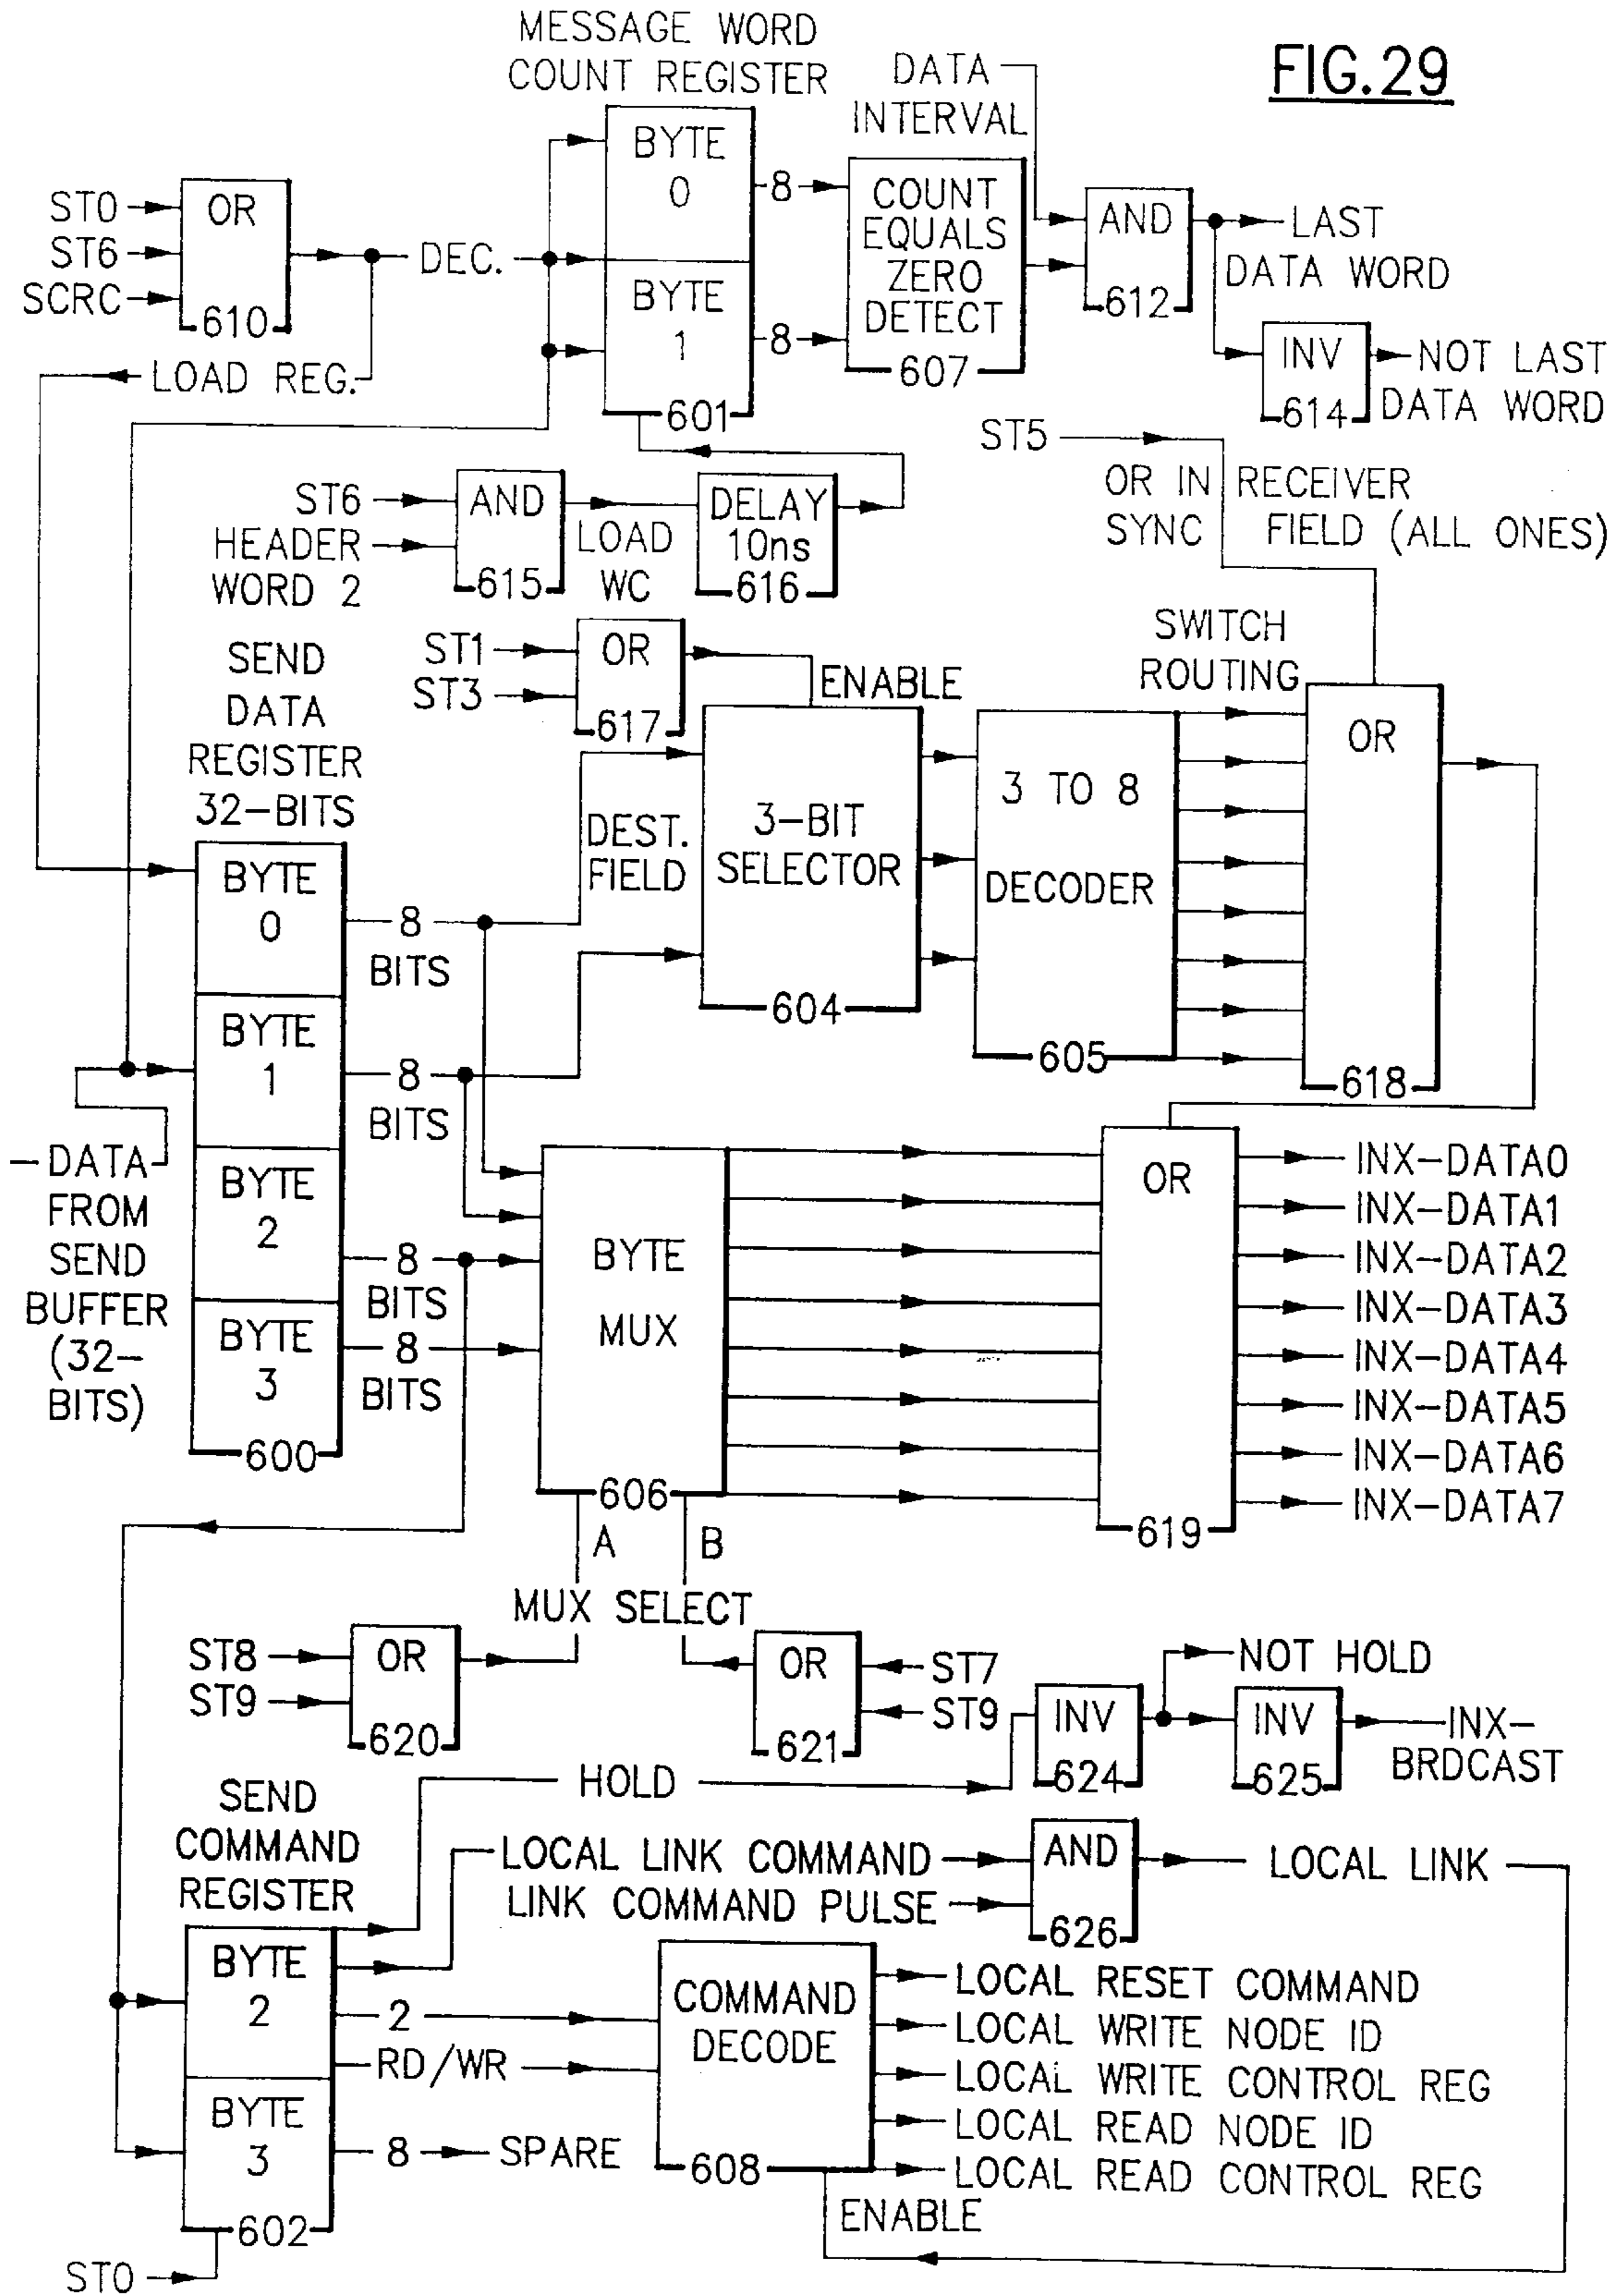 FIG.29
MESSAGE WORD
COUNT REGISTER
DATA
INTERVAL
BYTE
0
BYTE
1
601
8
8
COUNT
EQUALS
ZERO
DETECT
607
AND
612
LAST
DATA WORD
INV
614
NOT LAST
DATA WORD
ST0
ST6
SCRC
OR
610
DEC.
LOAD REG.
ST6
HEADER
WORD 2
AND
615
LOAD
WC
DELAY
10ns
616
ST5
OR IN RECEIVER
SYNC FIELD (ALL ONES)
ST1
ST3
OR
617
ENABLE
SWITCH
ROUTING
SEND
DATA
REGISTER
32-BITS
BYTE
0
BYTE
1
BYTE
2
BYTE
3
600
8
BITS
8
BITS
8
BITS
8
BITS
DEST.
FIELD
3-BIT
SELECTOR
604
3 TO 8
DECODER
605
OR
618
DATA
FROM
SEND
BUFFER
(32-
BITS)
BYTE
MUX
606
OR
619
INX-DATA0
INX-DATA1
INX-DATA2
INX-DATA3
INX-DATA4
INX-DATA5
INX-DATA6
INX-DATA7
A
B
MUX SELECT
ST8
ST9
OR
620
OR
621
ST7
ST9
INV
624
NOT HOLD
INV
625
INX-
BRDCAST
HOLD
SEND
COMMAND
REGISTER
LOCAL LINK COMMAND
LINK COMMAND PULSE
AND
626
LOCAL LINK
BYTE
2
BYTE
3
602
2
RD/WR
8
SPARE
COMMAND
DECODE
608
LOCAL RESET COMMAND
LOCAL WRITE NODE ID
LOCAL WRITE CONTROL REG
LOCAL READ NODE ID
LOCAL READ CONTROL REG
ENABLE
ST0